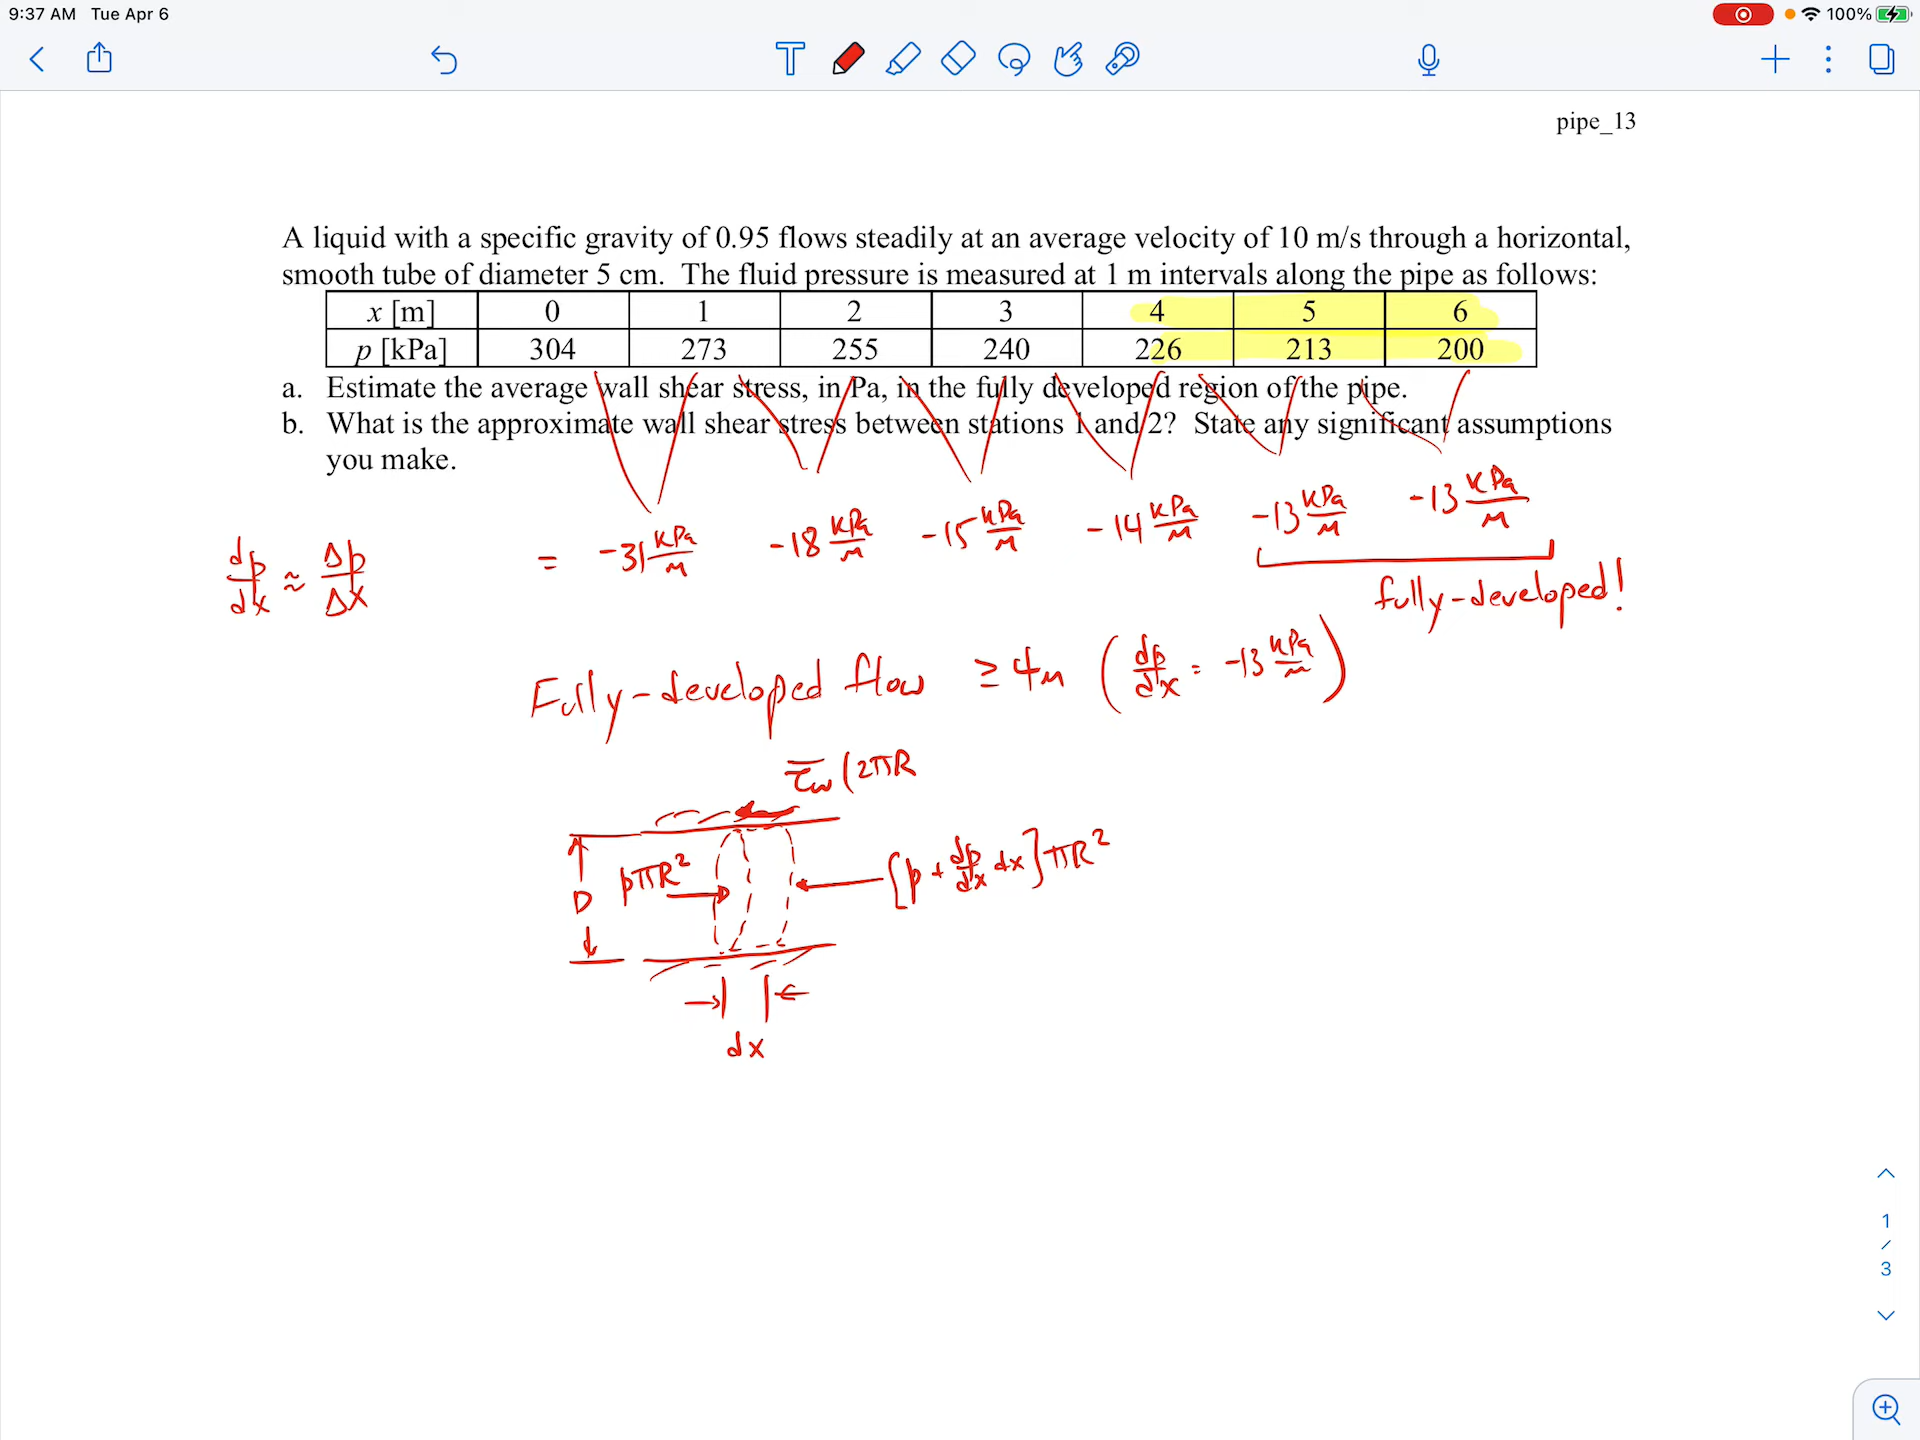 9:37 AM Tue Apr 6
100%
pipe_13
A liquid with a specific gravity of 0.95 flows steadily at an average velocity of 10 m/s through a horizontal,
smooth tube of diameter 5 cm. The fluid pressure is measured at 1 m intervals along the pipe as follows:
x [m] 0 1 2 3 4 5 6
p [kPa] 304 273 255 240 226 213 200
a. Estimate the average wall shear stress, in Pa, in the fully developed region of the pipe.
b. What is the approximate wall shear stress between stations 1 and 2? State any significant assumptions
you make.
dp/dx ≈ Δp/Δx = -31 kPa/m -18 kPa/m -15 kPa/m -14 kPa/m -13 kPa/m -13 kPa/m
fully-developed!
Fully-developed flow ≥ 4m (dp/dx = -13 kPa/m)
τ̄w (2πR
D pπR² [p + dp/dx dx] πR²
dx
1
/
3